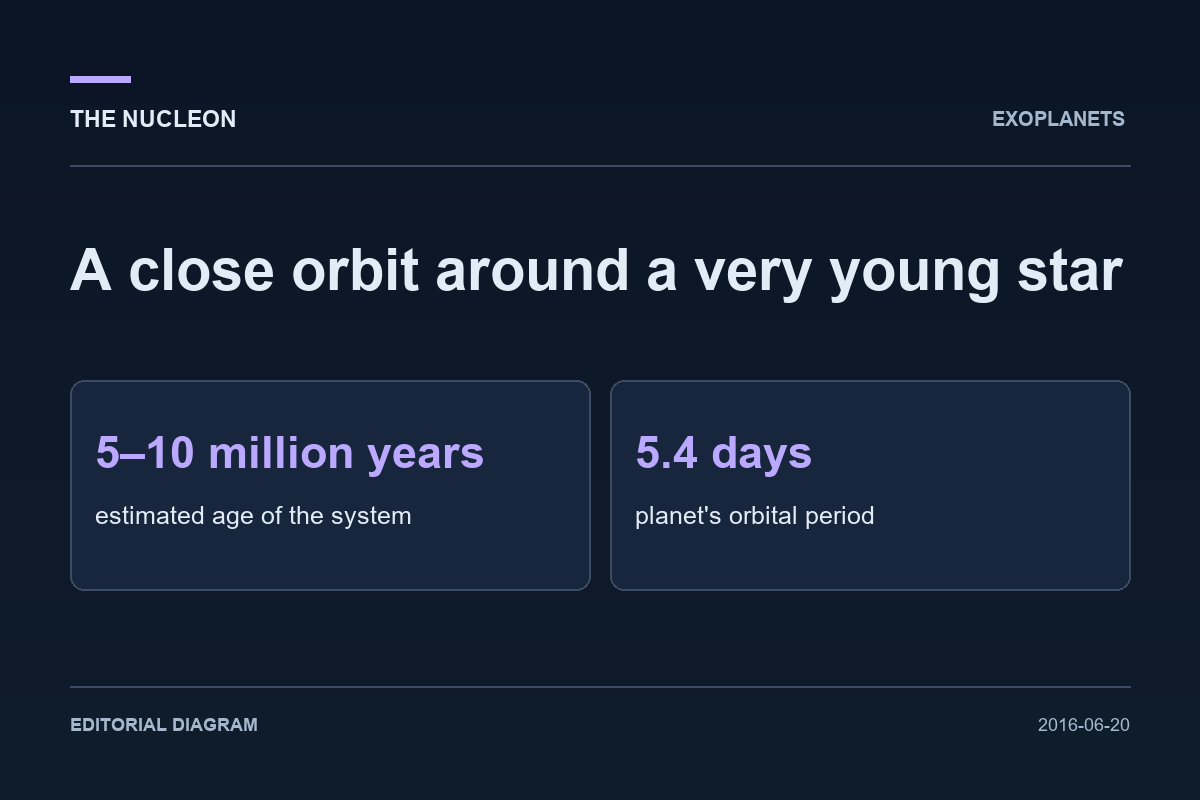 THE NUCLEON
EXOPLANETS
A close orbit around a very young star
5–10 million years
estimated age of the system
5.4 days
planet's orbital period
EDITORIAL DIAGRAM
2016-06-20